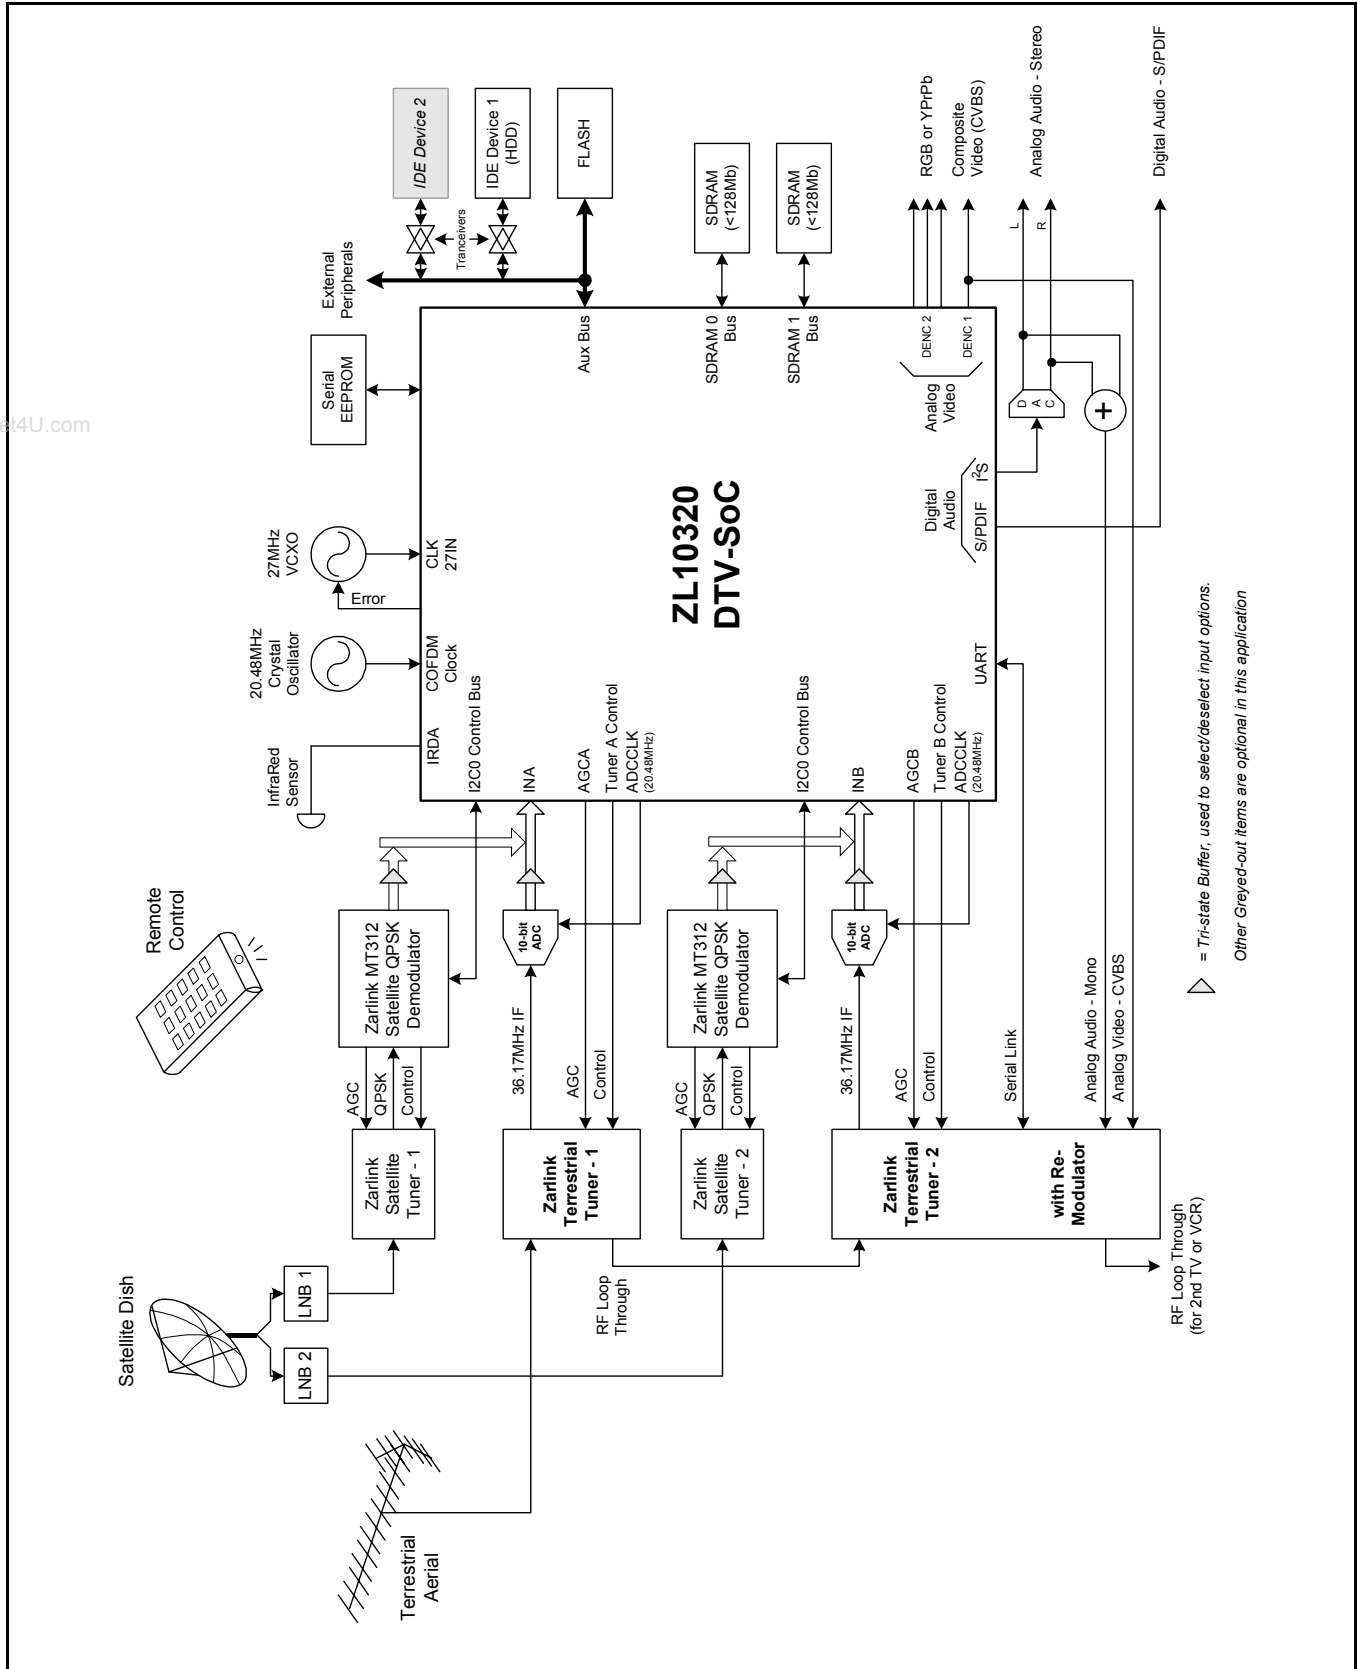 Satellite Dish
LNB 1
LNB 2
Terrestrial
Aerial
Remote
Control
InfraRed
Sensor
20.48MHz
Crystal
Oscillator
27MHz
VCXO
Error
Serial
EEPROM
External
Peripherals
Tranceivers
IDE Device 2
IDE Device 1
(HDD)
FLASH
Zarlink
Satellite
Tuner - 1
AGC
QPSK
Control
Zarlink MT312
Satellite QPSK
Demodulator
IRDA
COFDM
Clock
CLK
27IN
Aux Bus
I2C0 Control Bus
Zarlink
Terrestrial
Tuner - 1
36.17MHz IF
AGC
Control
10-bit
ADC
INA
AGCA
Tuner A Control
ADCCLK
(20.48MHz)
RF Loop
Through
ZL10320
DTV-SoC
SDRAM 0
Bus
SDRAM
(<128Mb)
SDRAM 1
Bus
SDRAM
(<128Mb)
Zarlink
Satellite
Tuner - 2
AGC
QPSK
Control
Zarlink MT312
Satellite QPSK
Demodulator
I2C0 Control Bus
Zarlink
Terrestrial
Tuner - 2
with Re-
Modulator
36.17MHz IF
AGC
Control
10-bit
ADC
INB
AGCB
Tuner B Control
ADCCLK
(20.48MHz)
Serial Link
UART
Analog Audio - Mono
Analog Video - CVBS
RF Loop Through
(for 2nd TV or VCR)
Digital
Audio
S/PDIF
I2S
Analog
Video
DENC 2
DENC 1
RGB or YPrPb
Composite
Video (CVBS)
D
A
C
+
L
R
Analog Audio - Stereo
Digital Audio - S/PDIF
= Tri-state Buffer, used to select/deselect input options.
Other Greyed-out items are optional in this application
et4U.com